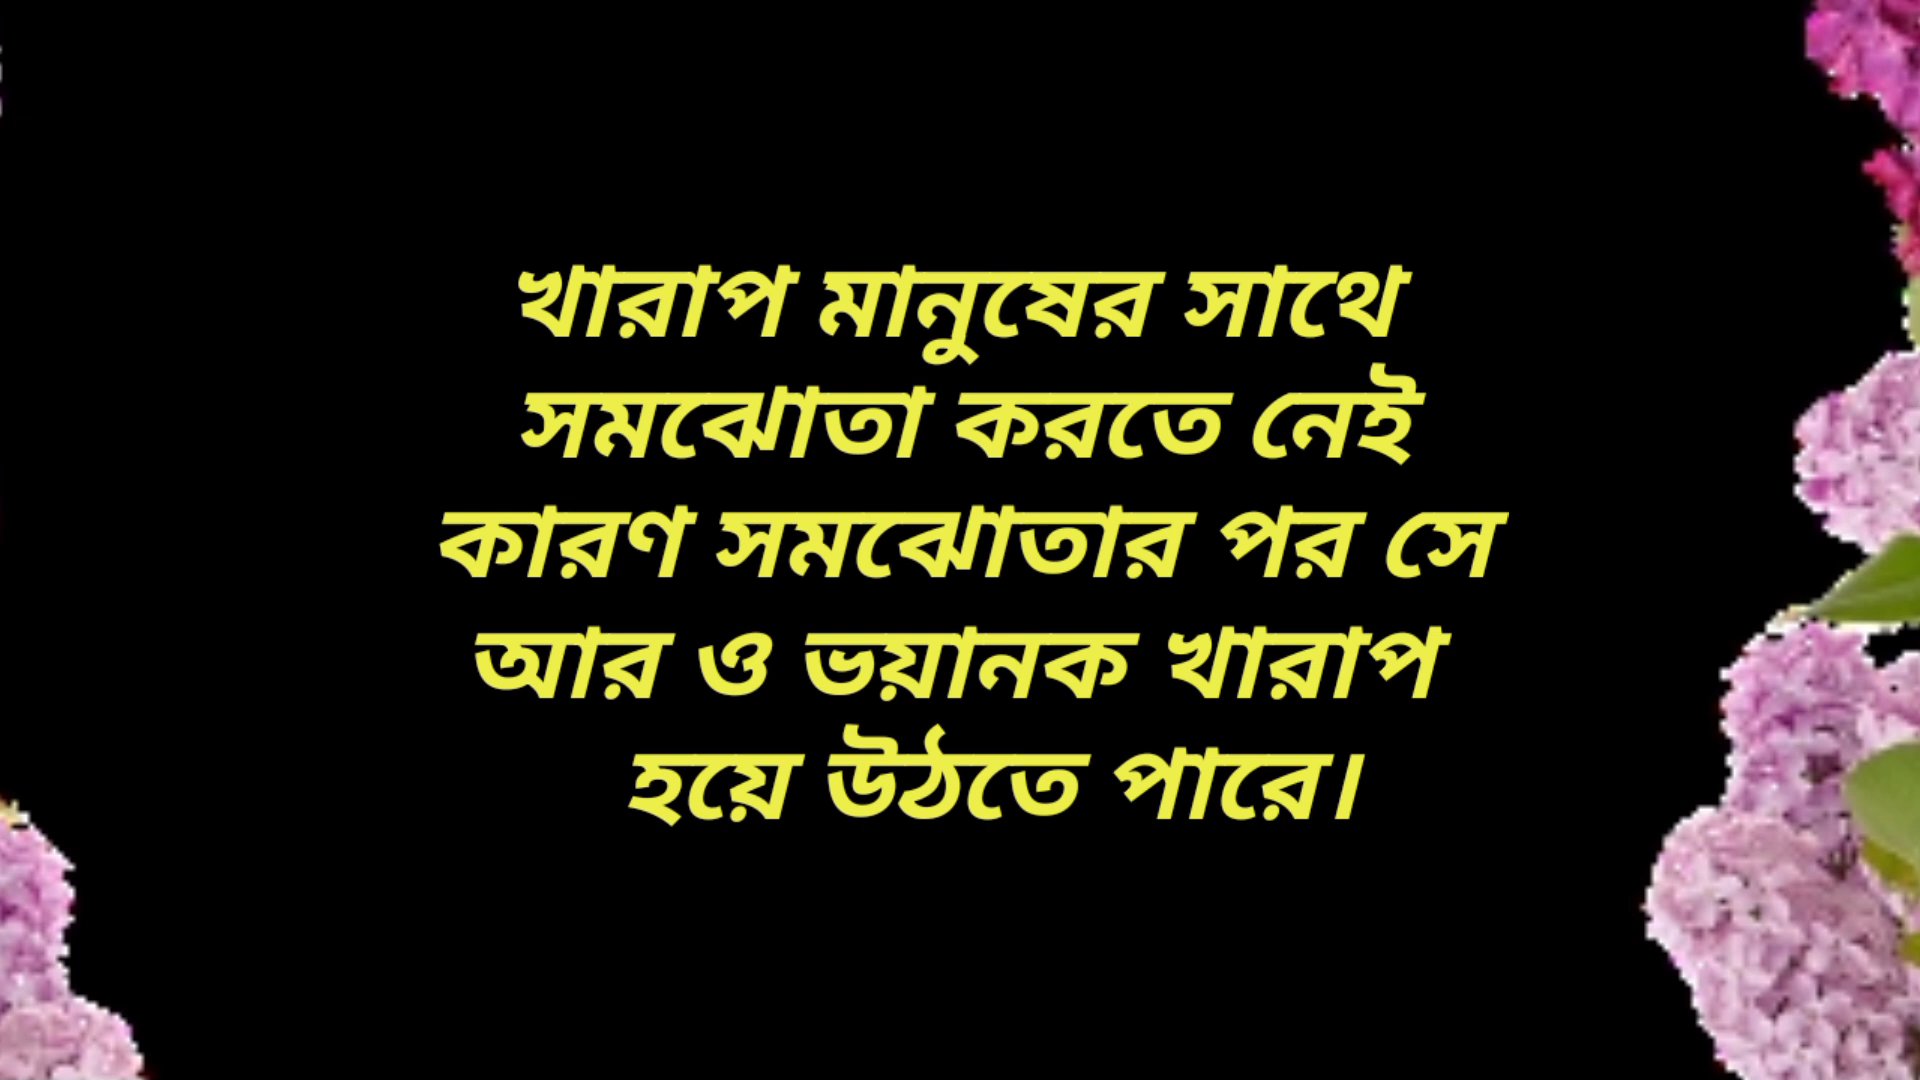 খারাপ মানুষের সাথে
সমঝোতা করতে নেই
কারণ সমঝোতার পর সে
আর ও ভয়ানক খারাপ
হয়ে উঠতে পারে।